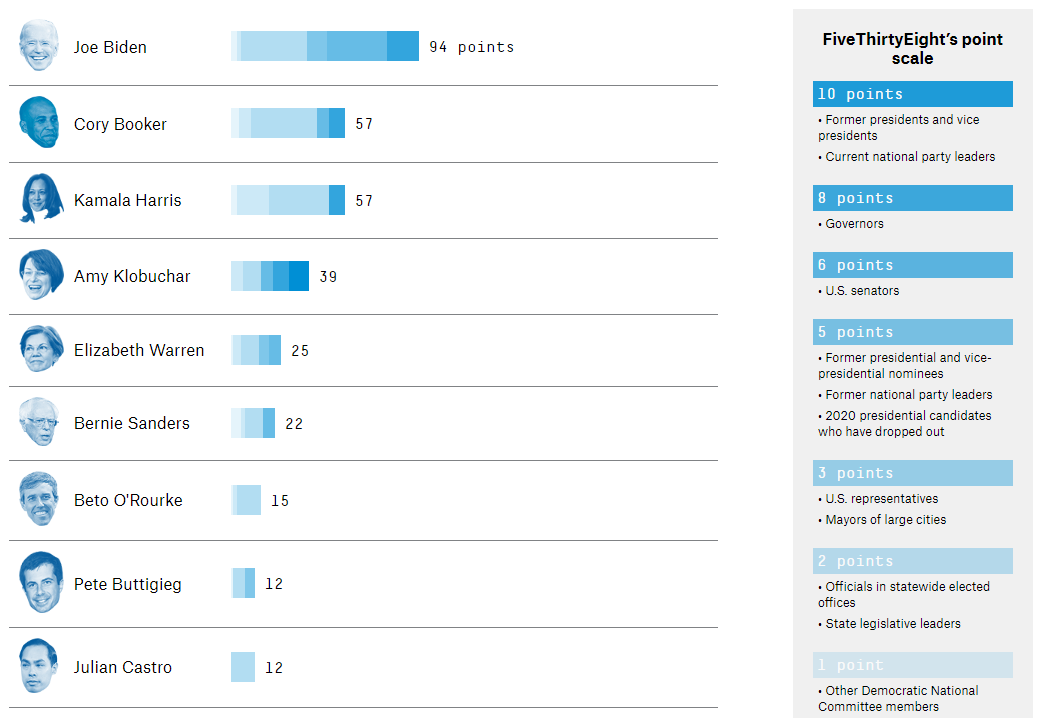 Joe Biden
94 points
Cory Booker
57
Kamala Harris
57
Amy Klobuchar
39
Elizabeth Warren
25
Bernie Sanders
22
Beto O'Rourke
15
Pete Buttigieg
12
Julian Castro
12
FiveThirtyEight's point
scale
10 points
• Former presidents and vice
presidents
• Current national party leaders
8 points
• Governors
6 points
• U.S. senators
5 points
• Former presidential and vice-
presidential nominees
• Former national party leaders
• 2020 presidential candidates
who have dropped out
3 points
• U.S. representatives
• Mayors of large cities
2 points
• Officials in statewide elected
offices
• State legislative leaders
1 point
• Other Democratic National
Committee members